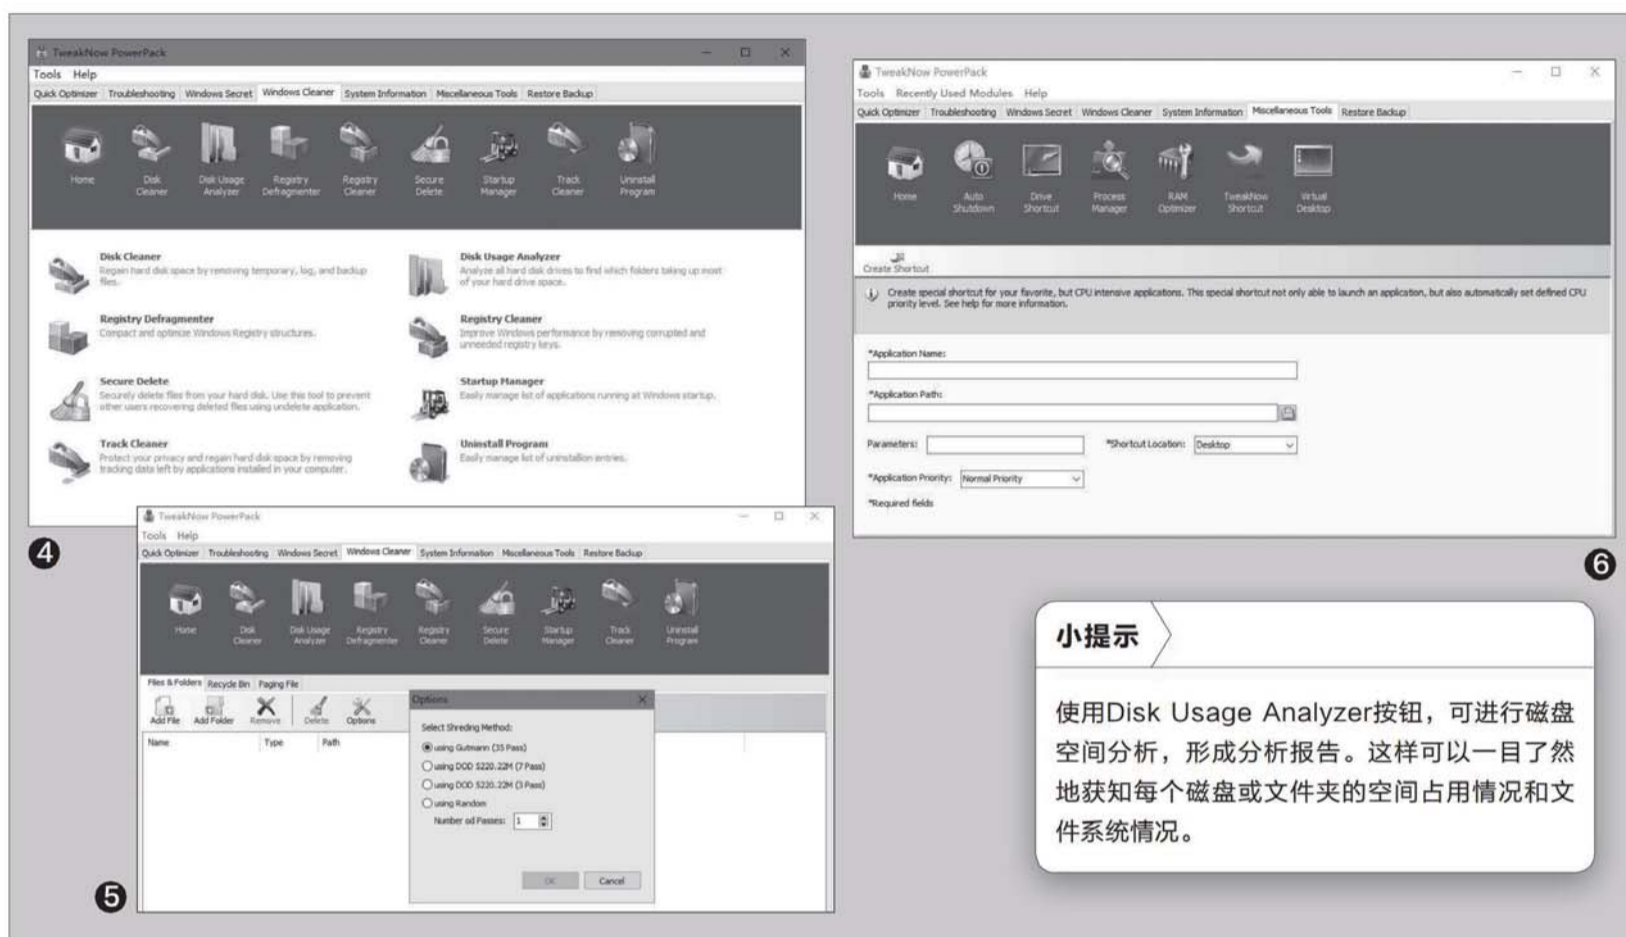 TweakNow PowerPack
Tools Help
Quick Optimizer Troubleshooting Windows Secret Windows Cleaner System Information Miscellaneous Tools Restore Backup
Home
Disk
Cleaner
Disk Usage
Analyzer
Registry
Defragmenter
Registry
Cleaner
Secure
Delete
Startup
Manager
Track
Cleaner
Uninstall
Program
Disk Cleaner
Regain hard disk space by removing temporary, log, and backup
files.
Disk Usage Analyzer
Analyze all hard disk drives to find which folders taking up most
of your hard drive space.
Registry Defragmenter
Compact and optimize Windows Registry structures.
Registry Cleaner
Improve Windows performance by removing corrupted and
unneeded registry keys.
Secure Delete
Securely delete files from your hard disk. Use this tool to prevent
other users recovering deleted files using undelete application.
Startup Manager
Easily manage list of applications running at Windows startup.
Track Cleaner
Protect your privacy and regain hard disk space by removing
tracking data left by applications installed in your computer.
Uninstall Program
Easily manage list of uninstallion entries.
4
TweakNow PowerPack
Tools Help
Quick Optimizer Troubleshooting Windows Secret Windows Cleaner System Information Miscellaneous Tools Restore Backup
Home
Disk
Cleaner
Disk Usage
Analyzer
Registry
Defragmenter
Registry
Cleaner
Secure
Delete
Startup
Manager
Track
Cleaner
Uninstall
Program
Files & Folders Recycle Bin Paging File
Add File Add Folder Remove Delete Options
Name Type Path
Options
Select Shreding Method:
using Gutmann (35 Pass)
using DOD 5220.22M (7 Pass)
using DOD 5220.22M (3 Pass)
using Random
Number od Passes: 1
OK Cancel
5
TweakNow PowerPack
Tools Recently Used Modules Help
Quick Optimizer Troubleshooting Windows Secret Windows Cleaner System Information Miscellaneous Tools Restore Backup
Home
Auto
Shutdown
Drive
Shortcut
Process
Manager
RAM
Optimizer
TweakNow
Shortcut
Virtual
Desktop
Create Shortcut
Create special shortcut for your favorite, but CPU intensive applications. This special shortcut not only able to launch an application, but also automatically set defined CPU
priority level. See help for more information.
*Application Name:
*Application Path:
Parameters: *Shortcut Location: Desktop
*Application Priority: Normal Priority
*Required fields
6
小提示
使用Disk Usage Analyzer按钮，可进行磁盘
空间分析，形成分析报告。这样可以一目了然
地获知每个磁盘或文件夹的空间占用情况和文
件系统情况。